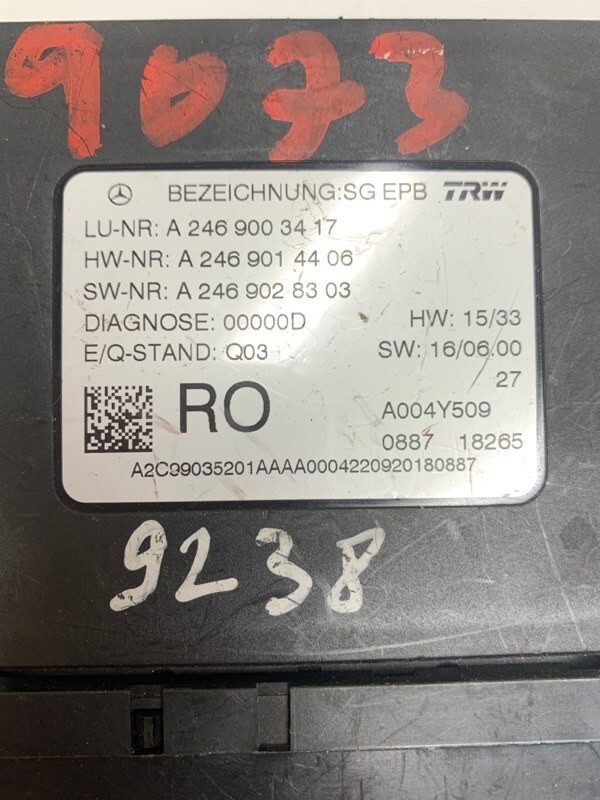 9073
BEZEICHNUNG:SG EPB TRW
LU-NR: A 246 900 34 17
HW-NR: A 246 901 44 06
SW-NR: A 246 902 83 03
DIAGNOSE: 00000D HW: 15/33
E/Q-STAND: Q03 SW: 16/06.00
27
RO A004Y509
0887 18265
A2C99035201AAAA0004220920180887
9238